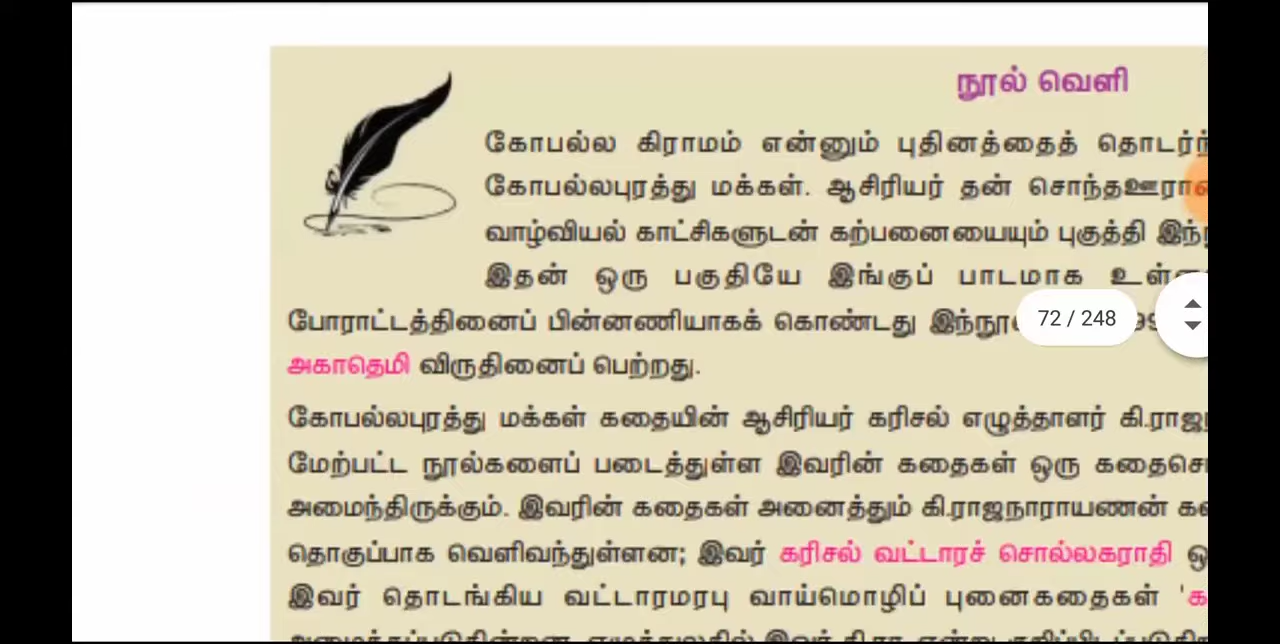 நூல் வெளி
கோபல்ல கிராமம் என்னும் புதினத்தைத்
கோபல்லபுரத்து மக்கள். ஆசிரியர் தன்
வாழ்வியல் காட்சிகளுடன் கற்பனையையும் புகுத்தி
இதன் ஒரு பகுதியே இங்குப் பாடமாக
போராட்டத்தினைப் பின்னணியாகக் கொண்டது
72 / 248
அகாதெமி விருதினைப் பெற்றது.
கோபல்லபுரத்து மக்கள் கதையின் ஆசிரியர் கரிசல் எழுத்தாளர்
மேற்பட்ட நூல்களைப் படைத்துள்ள இவரின் கதைகள் ஒரு
அமைந்திருக்கும். இவரின் கதைகள் அனைத்தும் கி.ராஜநாராயணன்
தொகுப்பாக வெளிவந்துள்ளன; இவர் கரிசல் வட்டாரச் சொல்லகராதி
இவர் தொடங்கிய வட்டாரமரபு வாய்மொழிப் புனைகதைகள்